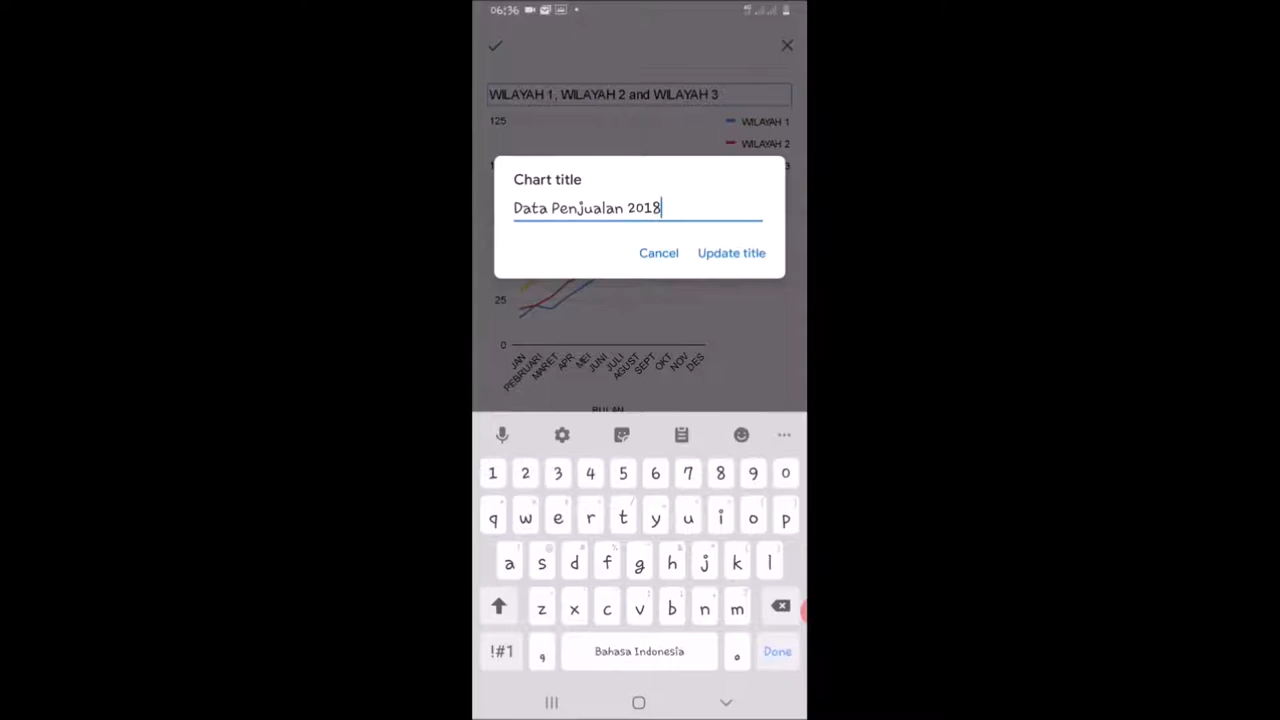 06:36
WILAYAH 1, WILAYAH 2 and WILAYAH 3
125
WILAYAH 1
WILAYAH 2
Chart title
Data Penjualan 2018
Cancel Update title
25
0
JAN PEBRUARI MARET APR MEI JUNI JULI AGUST SEPT OKT NOV DES
BULAN
1 2 3 4 5 6 7 8 9 0
q w e r t y u i o p
a s d f g h j k l
z x c v b n m
!#1 , Bahasa Indonesia . Done